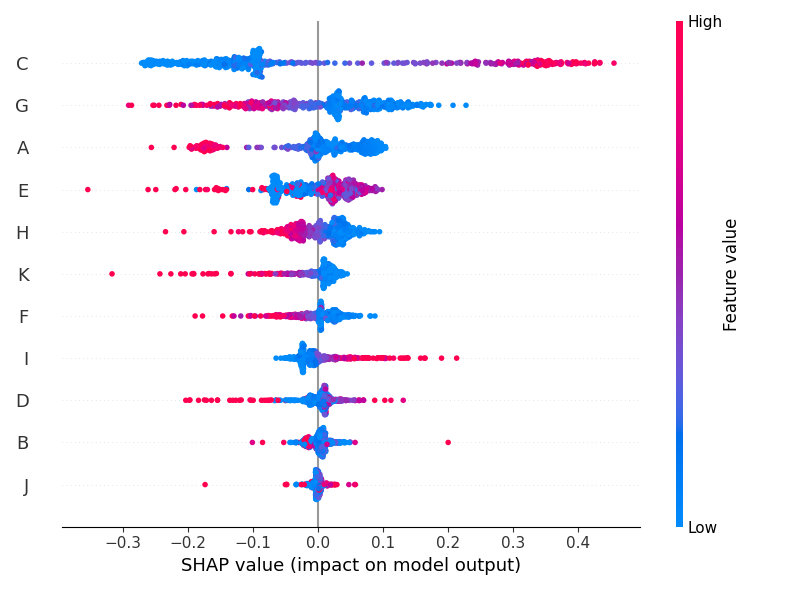 High
C
G
A
E
H
K
F
I
D
B
J
Feature value
Low
−0.3 −0.2 −0.1 0.0 0.1 0.2 0.3 0.4
SHAP value (impact on model output)